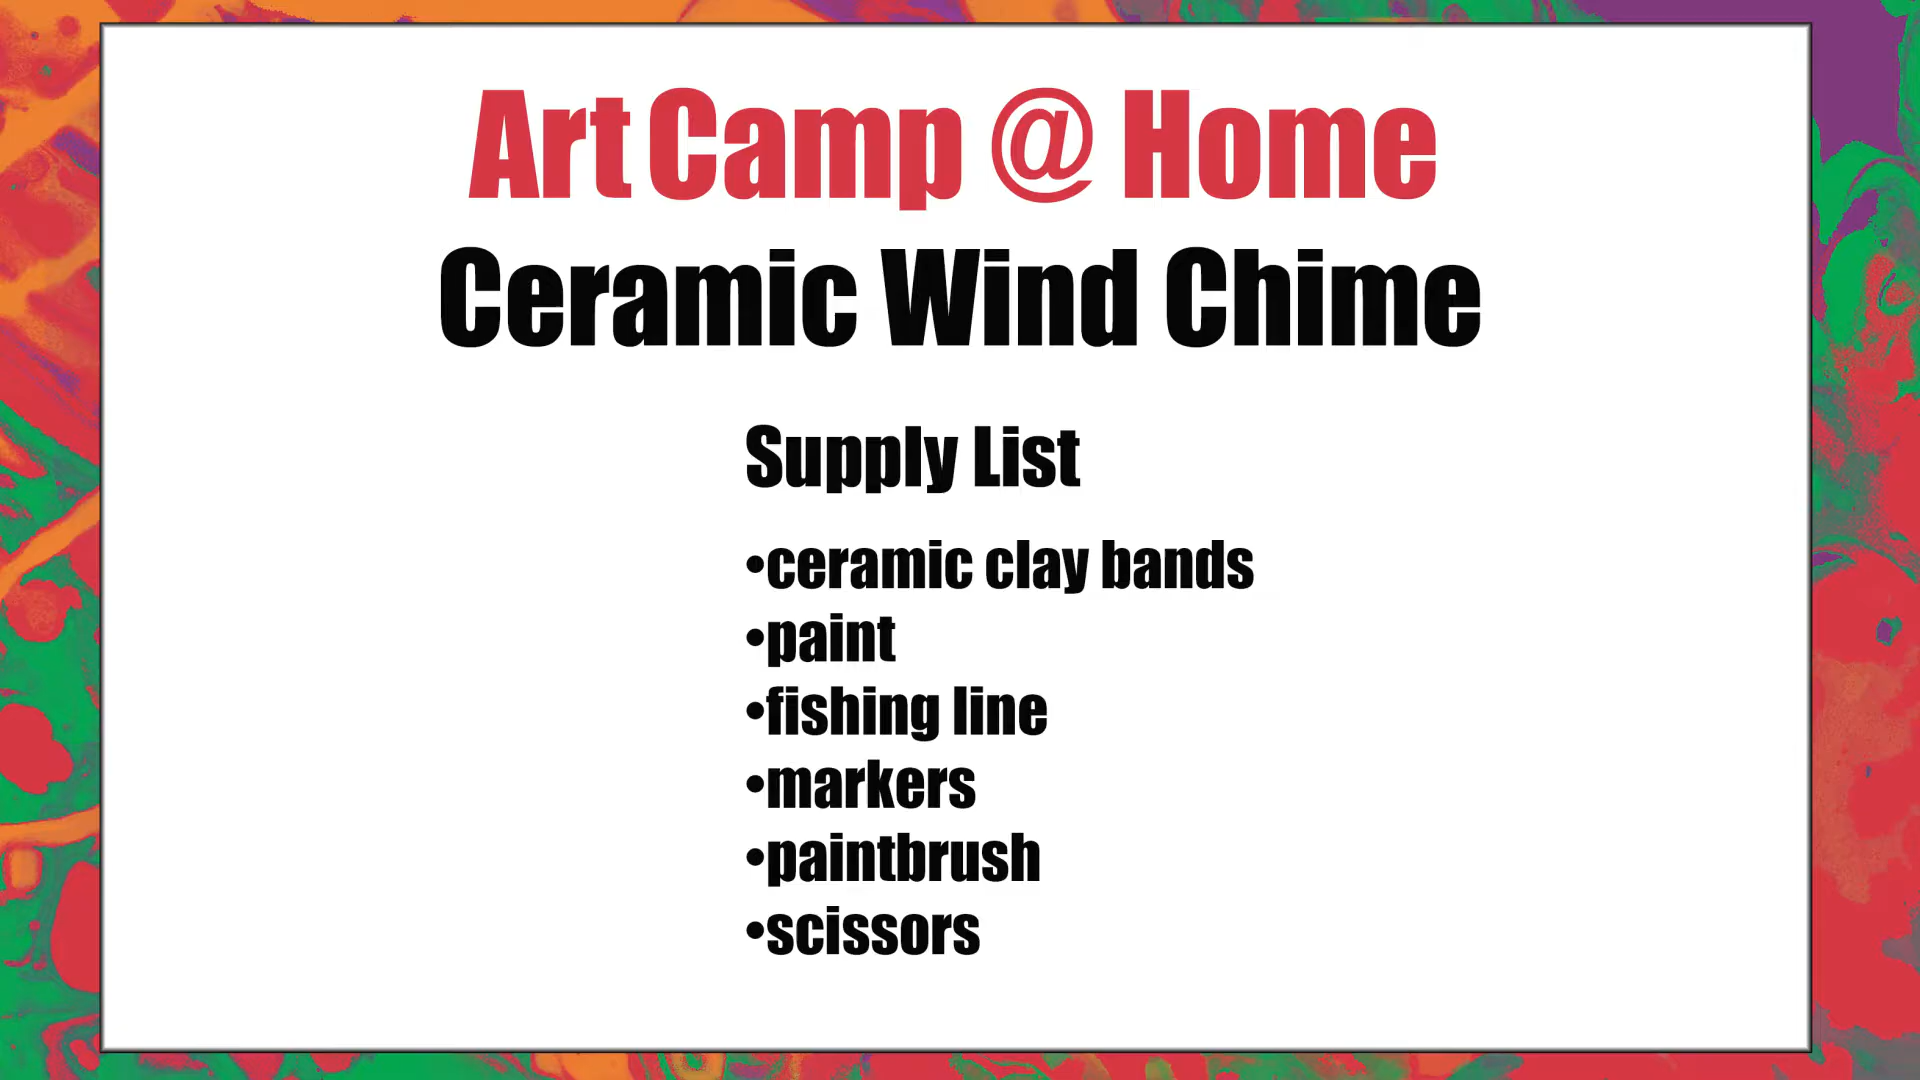 Art Camp @ Home
Ceramic Wind Chime
Supply List
•ceramic clay bands
•paint
•fishing line
•markers
•paintbrush
•scissors